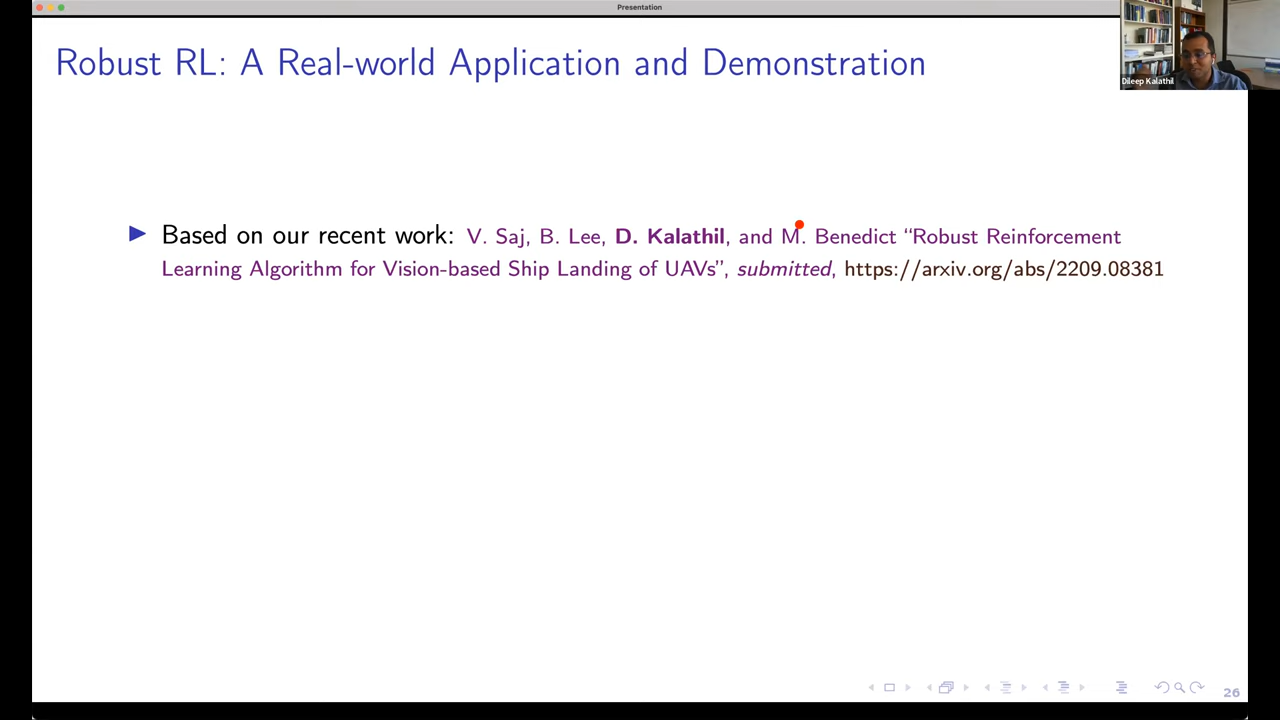 Presentation
Robust RL: A Real-world Application and Demonstration
Dileep Kalathil
▶ Based on our recent work: V. Saj, B. Lee, D. Kalathil, and M. Benedict “Robust Reinforcement
Learning Algorithm for Vision-based Ship Landing of UAVs”, submitted, https://arxiv.org/abs/2209.08381
26